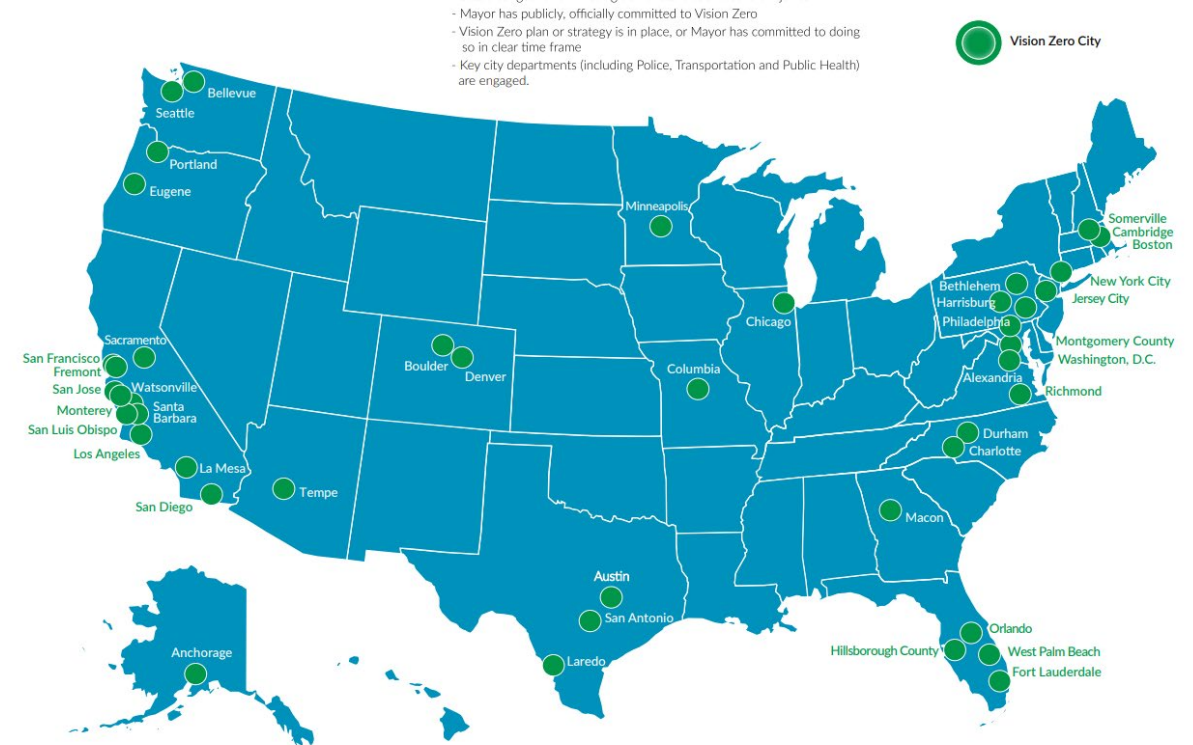 - Mayor has publicly, officially committed to Vision Zero
- Vision Zero plan or strategy is in place, or Mayor has committed to doing
so in clear time frame
- Key city departments (including Police, Transportation and Public Health)
are engaged.
Vision Zero City
Bellevue
Seattle
Portland
Eugene
Minneapolis
Somerville
Cambridge
Boston
New York City
Bethlehem
Harrisburg
Jersey City
Philadelphia
Chicago
Montgomery County
Washington, D.C.
Sacramento
San Francisco
Fremont
Boulder
Denver
Columbia
Alexandria
San Jose
Watsonville
Richmond
Monterey
Santa
Barbara
San Luis Obispo
Los Angeles
Durham
Charlotte
La Mesa
San Diego
Tempe
Macon
Austin
San Antonio
Orlando
Hillsborough County
West Palm Beach
Anchorage
Laredo
Fort Lauderdale